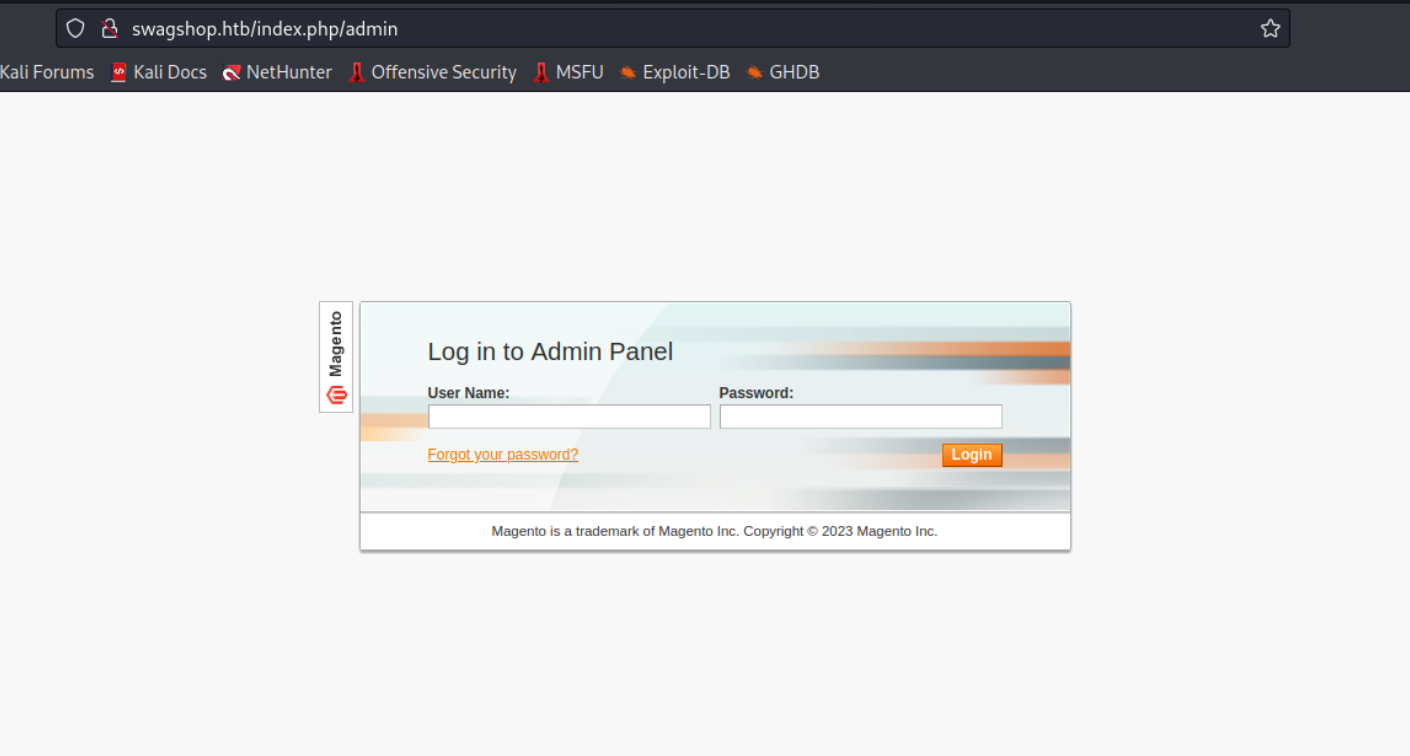 swagshop.htb/index.php/admin
Kali Forums Kali Docs NetHunter Offensive Security MSFU Exploit-DB GHDB
Magento
Log in to Admin Panel
User Name: Password:
Forgot your password? Login
Magento is a trademark of Magento Inc. Copyright © 2023 Magento Inc.